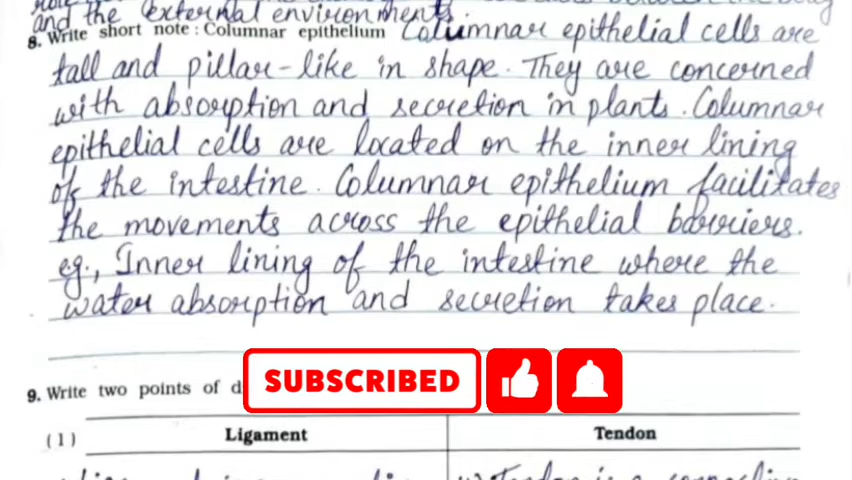 and the external environments.
8. Write short note : Columnar epithelium Columnar epithelial cells are
tall and pillar-like in shape. They are concerned
with absorption and secretion in plants. Columnar
epithelial cells are located on the inner lining
of the intestine. Columnar epithelium facilitates
the movements across the epithelial barriers.
eg., Inner lining of the intestine where the
water absorption and secretion takes place.
9. Write two points of d
SUBSCRIBED
(1) Ligament Tendon
Tendon is a connecting